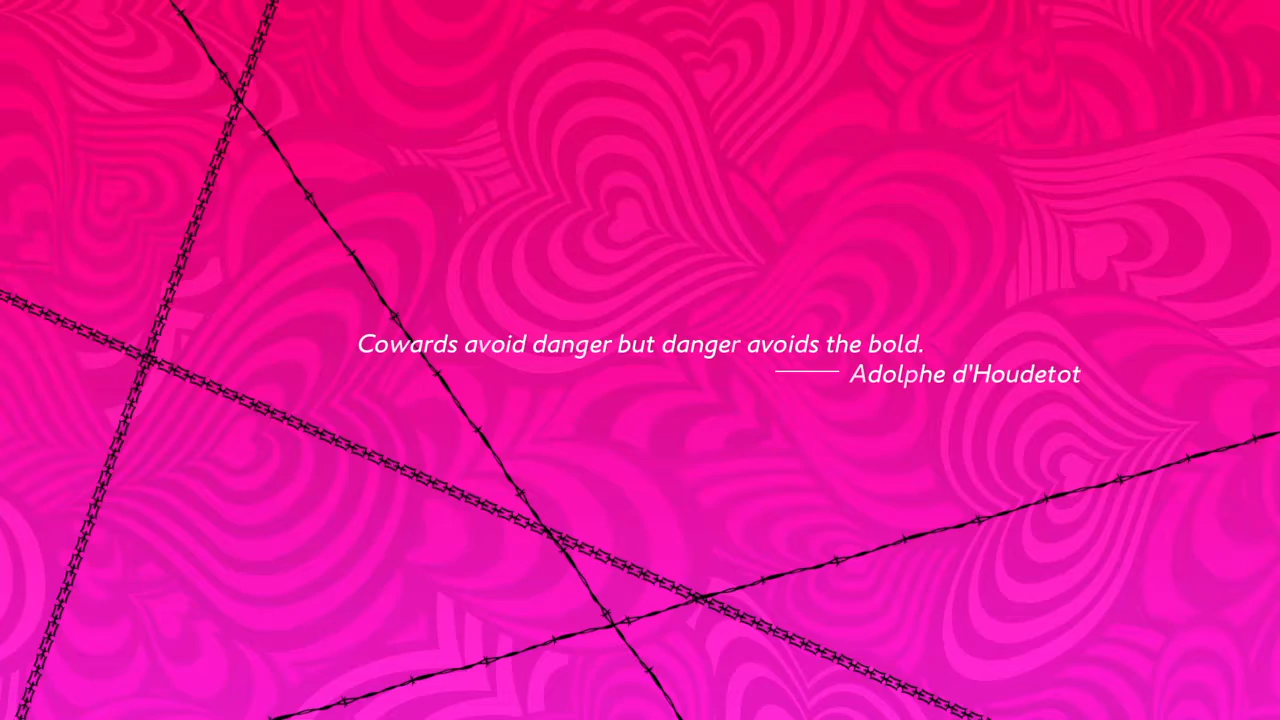 Cowards avoid danger but danger avoids the bold.
Adolphe d'Houdetot